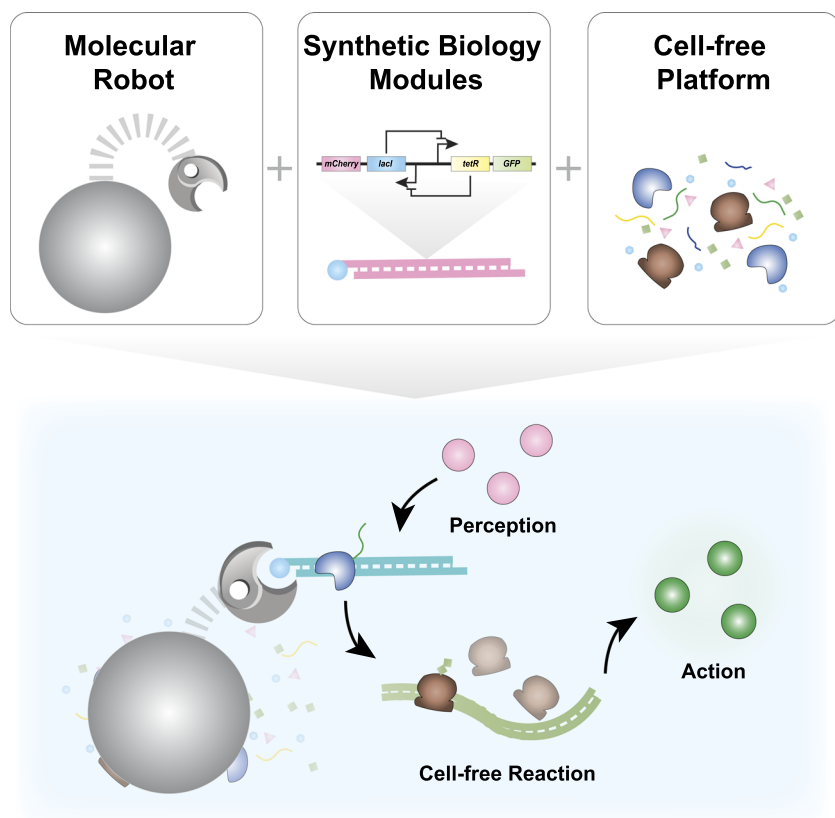 Molecular
Robot
Synthetic Biology
Modules
Cell-free
Platform
+
+
mCherry
lacI
tetR
GFP
Perception
Action
Cell-free Reaction